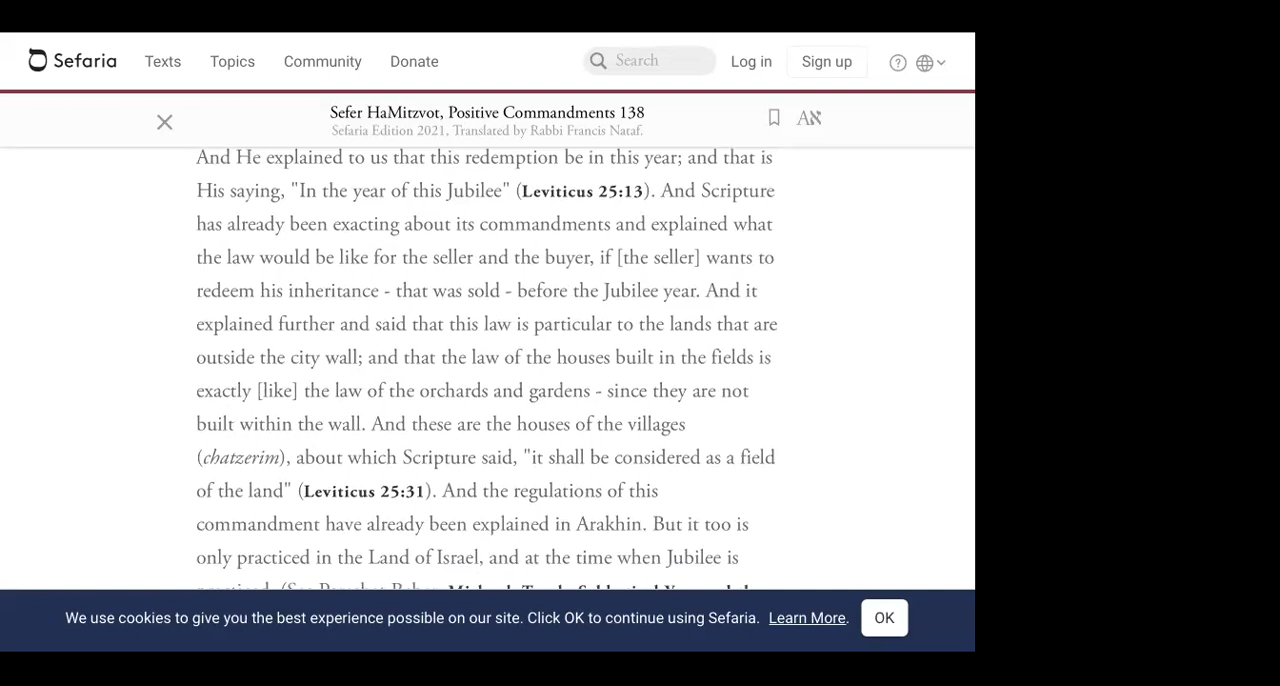 Sefaria Texts Topics Community Donate Search Log in Sign up
Sefer HaMitzvot, Positive Commandments 138
Sefaria Edition 2021, Translated by Rabbi Francis Nataf.
And He explained to us that this redemption be in this year; and that is
His saying, "In the year of this Jubilee" (Leviticus 25:13). And Scripture
has already been exacting about its commandments and explained what
the law would be like for the seller and the buyer, if [the seller] wants to
redeem his inheritance - that was sold - before the Jubilee year. And it
explained further and said that this law is particular to the lands that are
outside the city wall; and that the law of the houses built in the fields is
exactly [like] the law of the orchards and gardens - since they are not
built within the wall. And these are the houses of the villages
(chatzerim), about which Scripture said, "it shall be considered as a field
of the land" (Leviticus 25:31). And the regulations of this
commandment have already been explained in Arakhin. But it too is
only practiced in the Land of Israel, and at the time when Jubilee is
practiced. (See Parashat Behar;
We use cookies to give you the best experience possible on our site. Click OK to continue using Sefaria. Learn More. OK